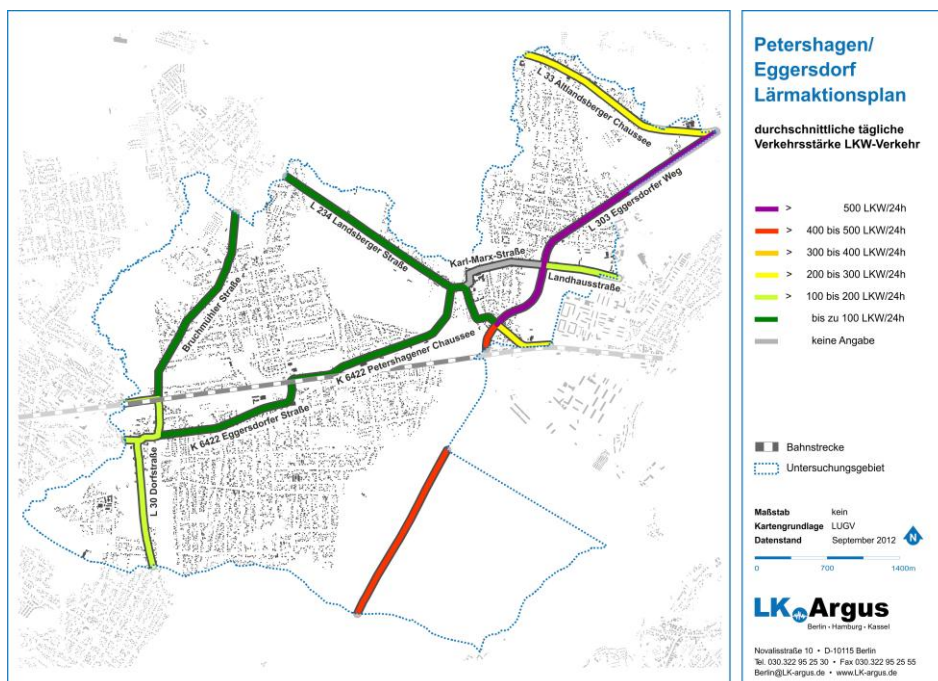 L 33 Altlandsberger Chaussee
L 303 Eggersdorfer Weg
L 234 Landsberger Straße
Karl-Marx-Straße
Landhausstraße
Bruchmühler Straße
K 6422 Petershagener Chaussee
K 6422 Eggersdorfer Straße
L 30 Dorfstraße
Petershagen/
Eggersdorf
Lärmaktionsplan
durchschnittliche tägliche
Verkehrsstärke LKW-Verkehr
> 500 LKW/24h
> 400 bis 500 LKW/24h
> 300 bis 400 LKW/24h
> 200 bis 300 LKW/24h
> 100 bis 200 LKW/24h
bis zu 100 LKW/24h
keine Angabe
Bahnstrecke
Untersuchungsgebiet
Maßstab kein
Kartengrundlage LUGV
Datenstand September 2012
N
0 700 1400m
LK Argus
Berlin • Hamburg • Kassel
Novalisstraße 10 • D-10115 Berlin
Tel. 030.322 95 25 30 • Fax 030.322 95 25 55
Berlin@LK-argus.de • www.LK-argus.de